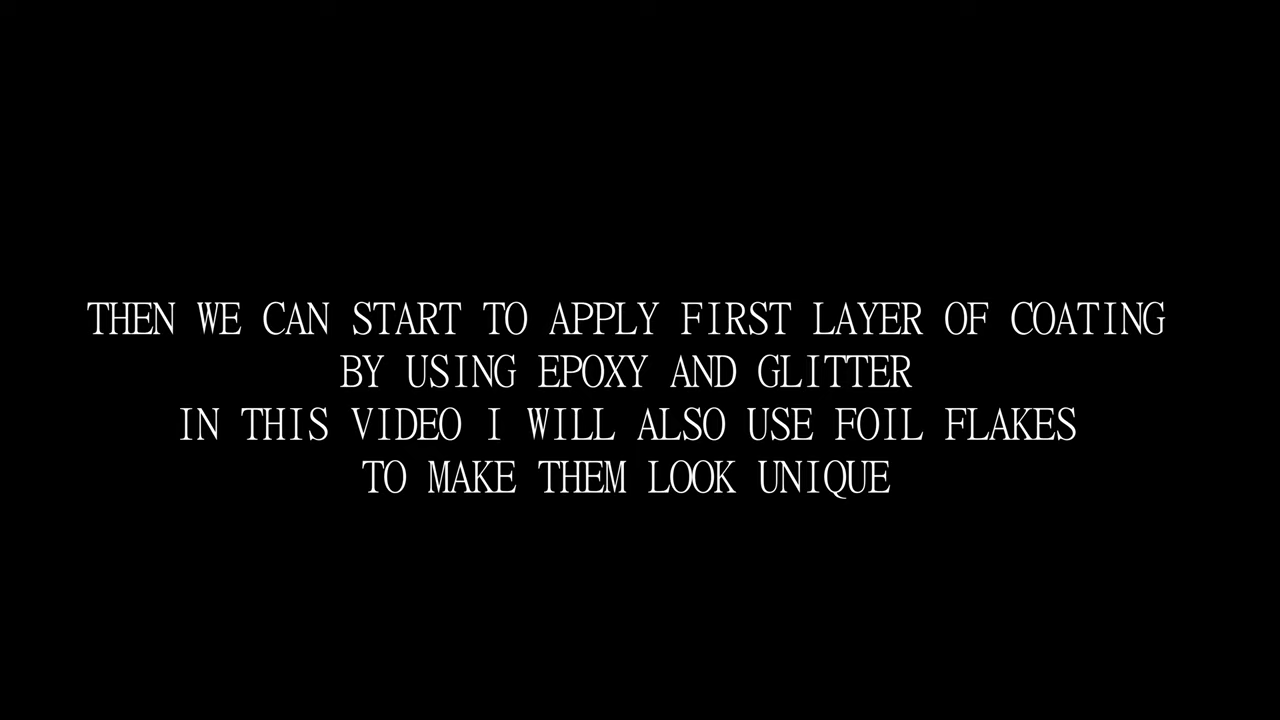 THEN WE CAN START TO APPLY FIRST LAYER OF COATING
BY USING EPOXY AND GLITTER
IN THIS VIDEO I WILL ALSO USE FOIL FLAKES
TO MAKE THEM LOOK UNIQUE